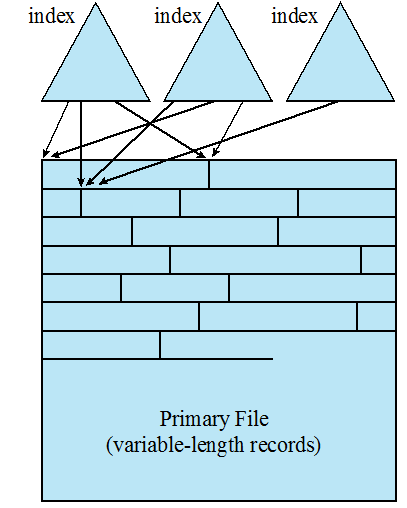 index
index
index
Primary File
(variable-length records)